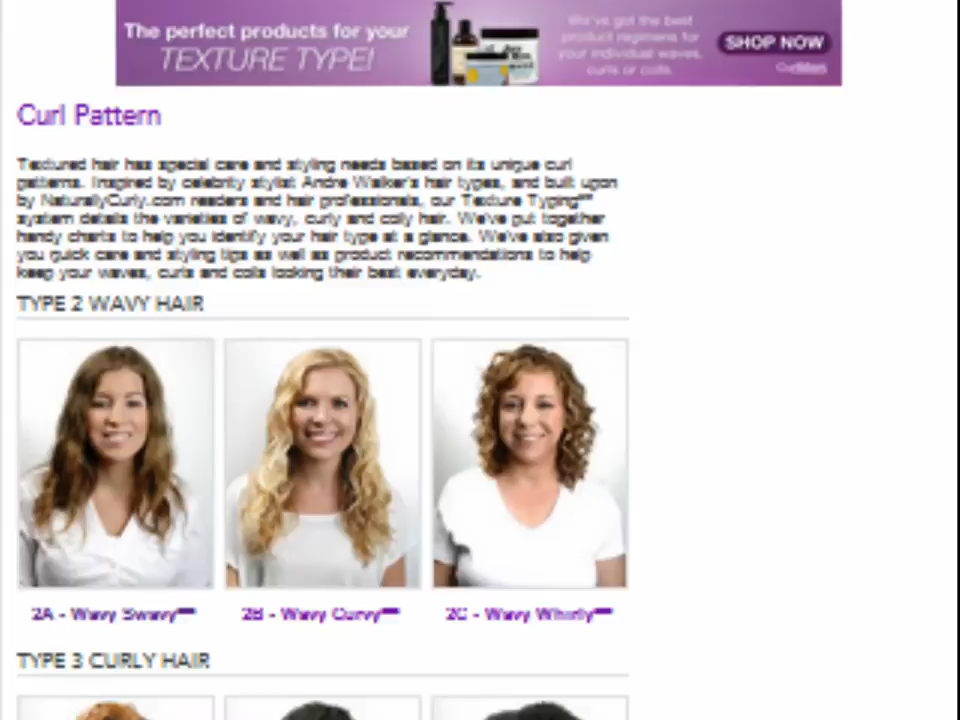 The perfect products for your
TEXTURE TYPE!
We've got the best
product regimens for
your individual waves,
curls or coils.
SHOP NOW
Curl Pattern
Textured hair has special care and styling needs based on its unique curl
patterns. Inspired by celebrity stylist Andre Walker's hair types, and built upon
by NaturallyCurly.com readers and hair professionals, our Texture Typing℠
system details the varieties of wavy, curly and coily hair. We've put together
handy charts to help you identify your hair type at a glance. We've also given
you quick care and styling tips as well as product recommendations to help
keep your waves, curls and coils looking their best everyday.
TYPE 2 WAVY HAIR
2A - Wavy Swavy℠
2B - Wavy Curvy℠
2C - Wavy Whirly℠
TYPE 3 CURLY HAIR